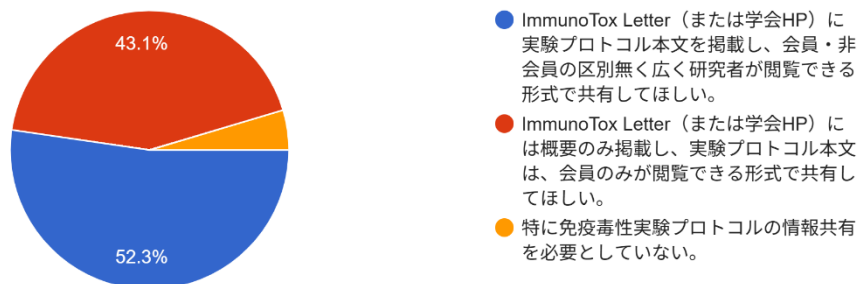 43.1%
52.3%
ImmunoTox Letter（または学会HP）に
実験プロトコル本文を掲載し、会員・非
会員の区別無く広く研究者が閲覧できる
形式で共有してほしい。
ImmunoTox Letter（または学会HP）に
は概要のみ掲載し、実験プロトコル本文
は、会員のみが閲覧できる形式で共有し
てほしい。
特に免疫毒性実験プロトコルの情報共有
を必要としていない。